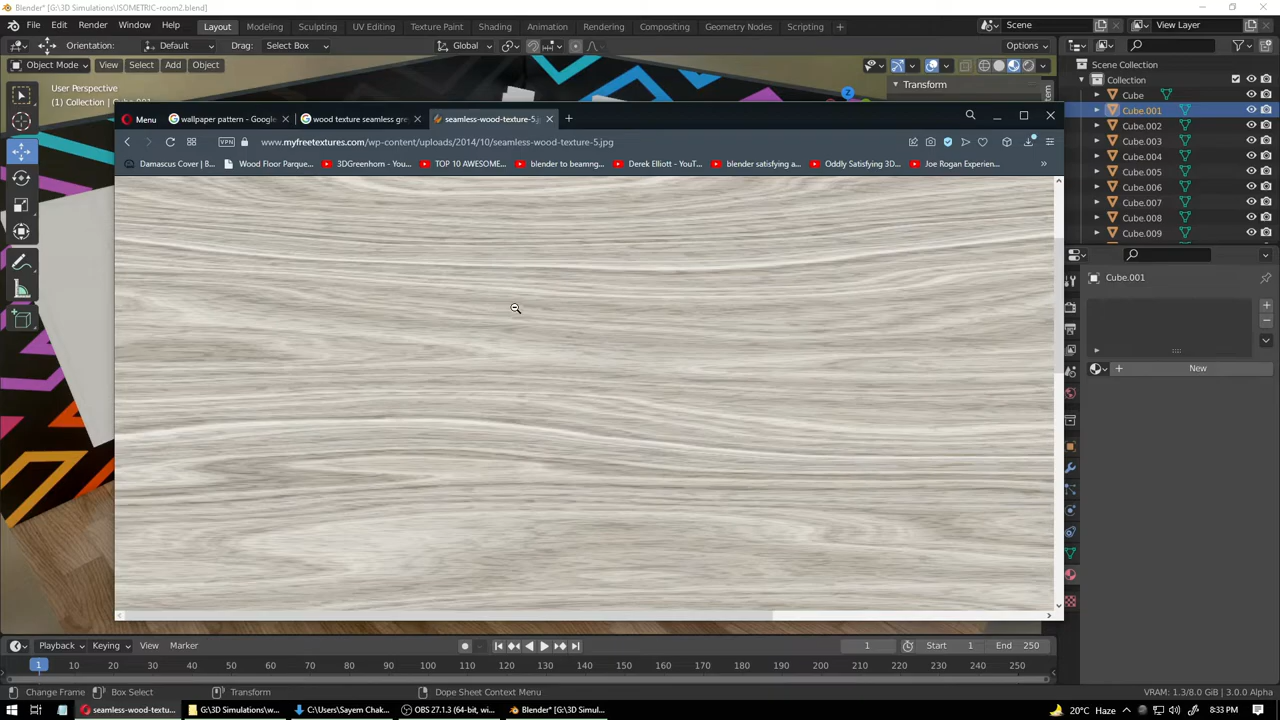 Blender* [G:\3D Simulations\ISOMETRIC-room2.blend]
File Edit Render Window Help Layout Modeling Sculpting UV Editing Texture Paint Shading Animation Rendering Compositing Geometry Nodes Scripting Scene View Layer
Orientation: Default Drag: Select Box Global Options
Object Mode View Select Add Object
User Perspective
(1) Collection | Cube.001
Transform
Item
Z
Scene Collection
Collection
Cube
Cube.001
Cube.002
Cube.003
Cube.004
Cube.005
Cube.006
Cube.007
Cube.008
Cube.009
Menu wallpaper pattern - Google wood texture seamless gre seamless-wood-texture-5.j
VPN www.myfreetextures.com/wp-content/uploads/2014/10/seamless-wood-texture-5.jpg
Damascus Cover | B... Wood Floor Parque... 3DGreenhorn - You... TOP 10 AWESOME... blender to beamng... Derek Elliott - YouT... blender satisfying a... Oddly Satisfying 3D... Joe Rogan Experien... »
Cube.001
New
Playback Keying View Marker 1 Start 1 End 250
1 10 20 30 40 50 60 70 80 90 100 110 120 130 140 150 160 170 180 190 200 210 220 230 240 250
Change Frame Box Select Transform Dope Sheet Context Menu VRAM: 1.3/8.0 GiB | 3.0.0 Alpha
seamless-wood-text... G:\3D Simulations\w... C:\Users\Sayem Chak... OBS 27.1.3 (64-bit, w... Blender* [G:\3D Sim... 20°C Haze 8:33 PM